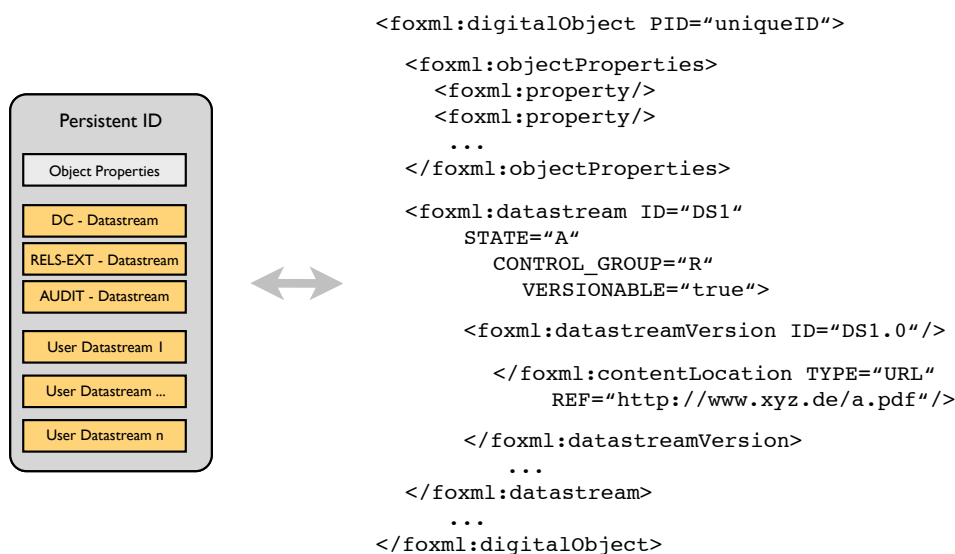 Persistent ID
Object Properties
DC - Datastream
RELS-EXT - Datastream
AUDIT - Datastream
User Datastream 1
User Datastream ...
User Datastream n
<foxml:digitalObject PID=“uniqueID“>
<foxml:objectProperties>
<foxml:property/>
<foxml:property/>
...
</foxml:objectProperties>
<foxml:datastream ID=“DS1“
STATE=“A“
CONTROL_GROUP=“R“
VERSIONABLE=“true“>
<foxml:datastreamVersion ID=“DS1.0“/>
</foxml:contentLocation TYPE=“URL“
REF=“http://www.xyz.de/a.pdf“/>
</foxml:datastreamVersion>
...
</foxml:datastream>
...
</foxml:digitalObject>